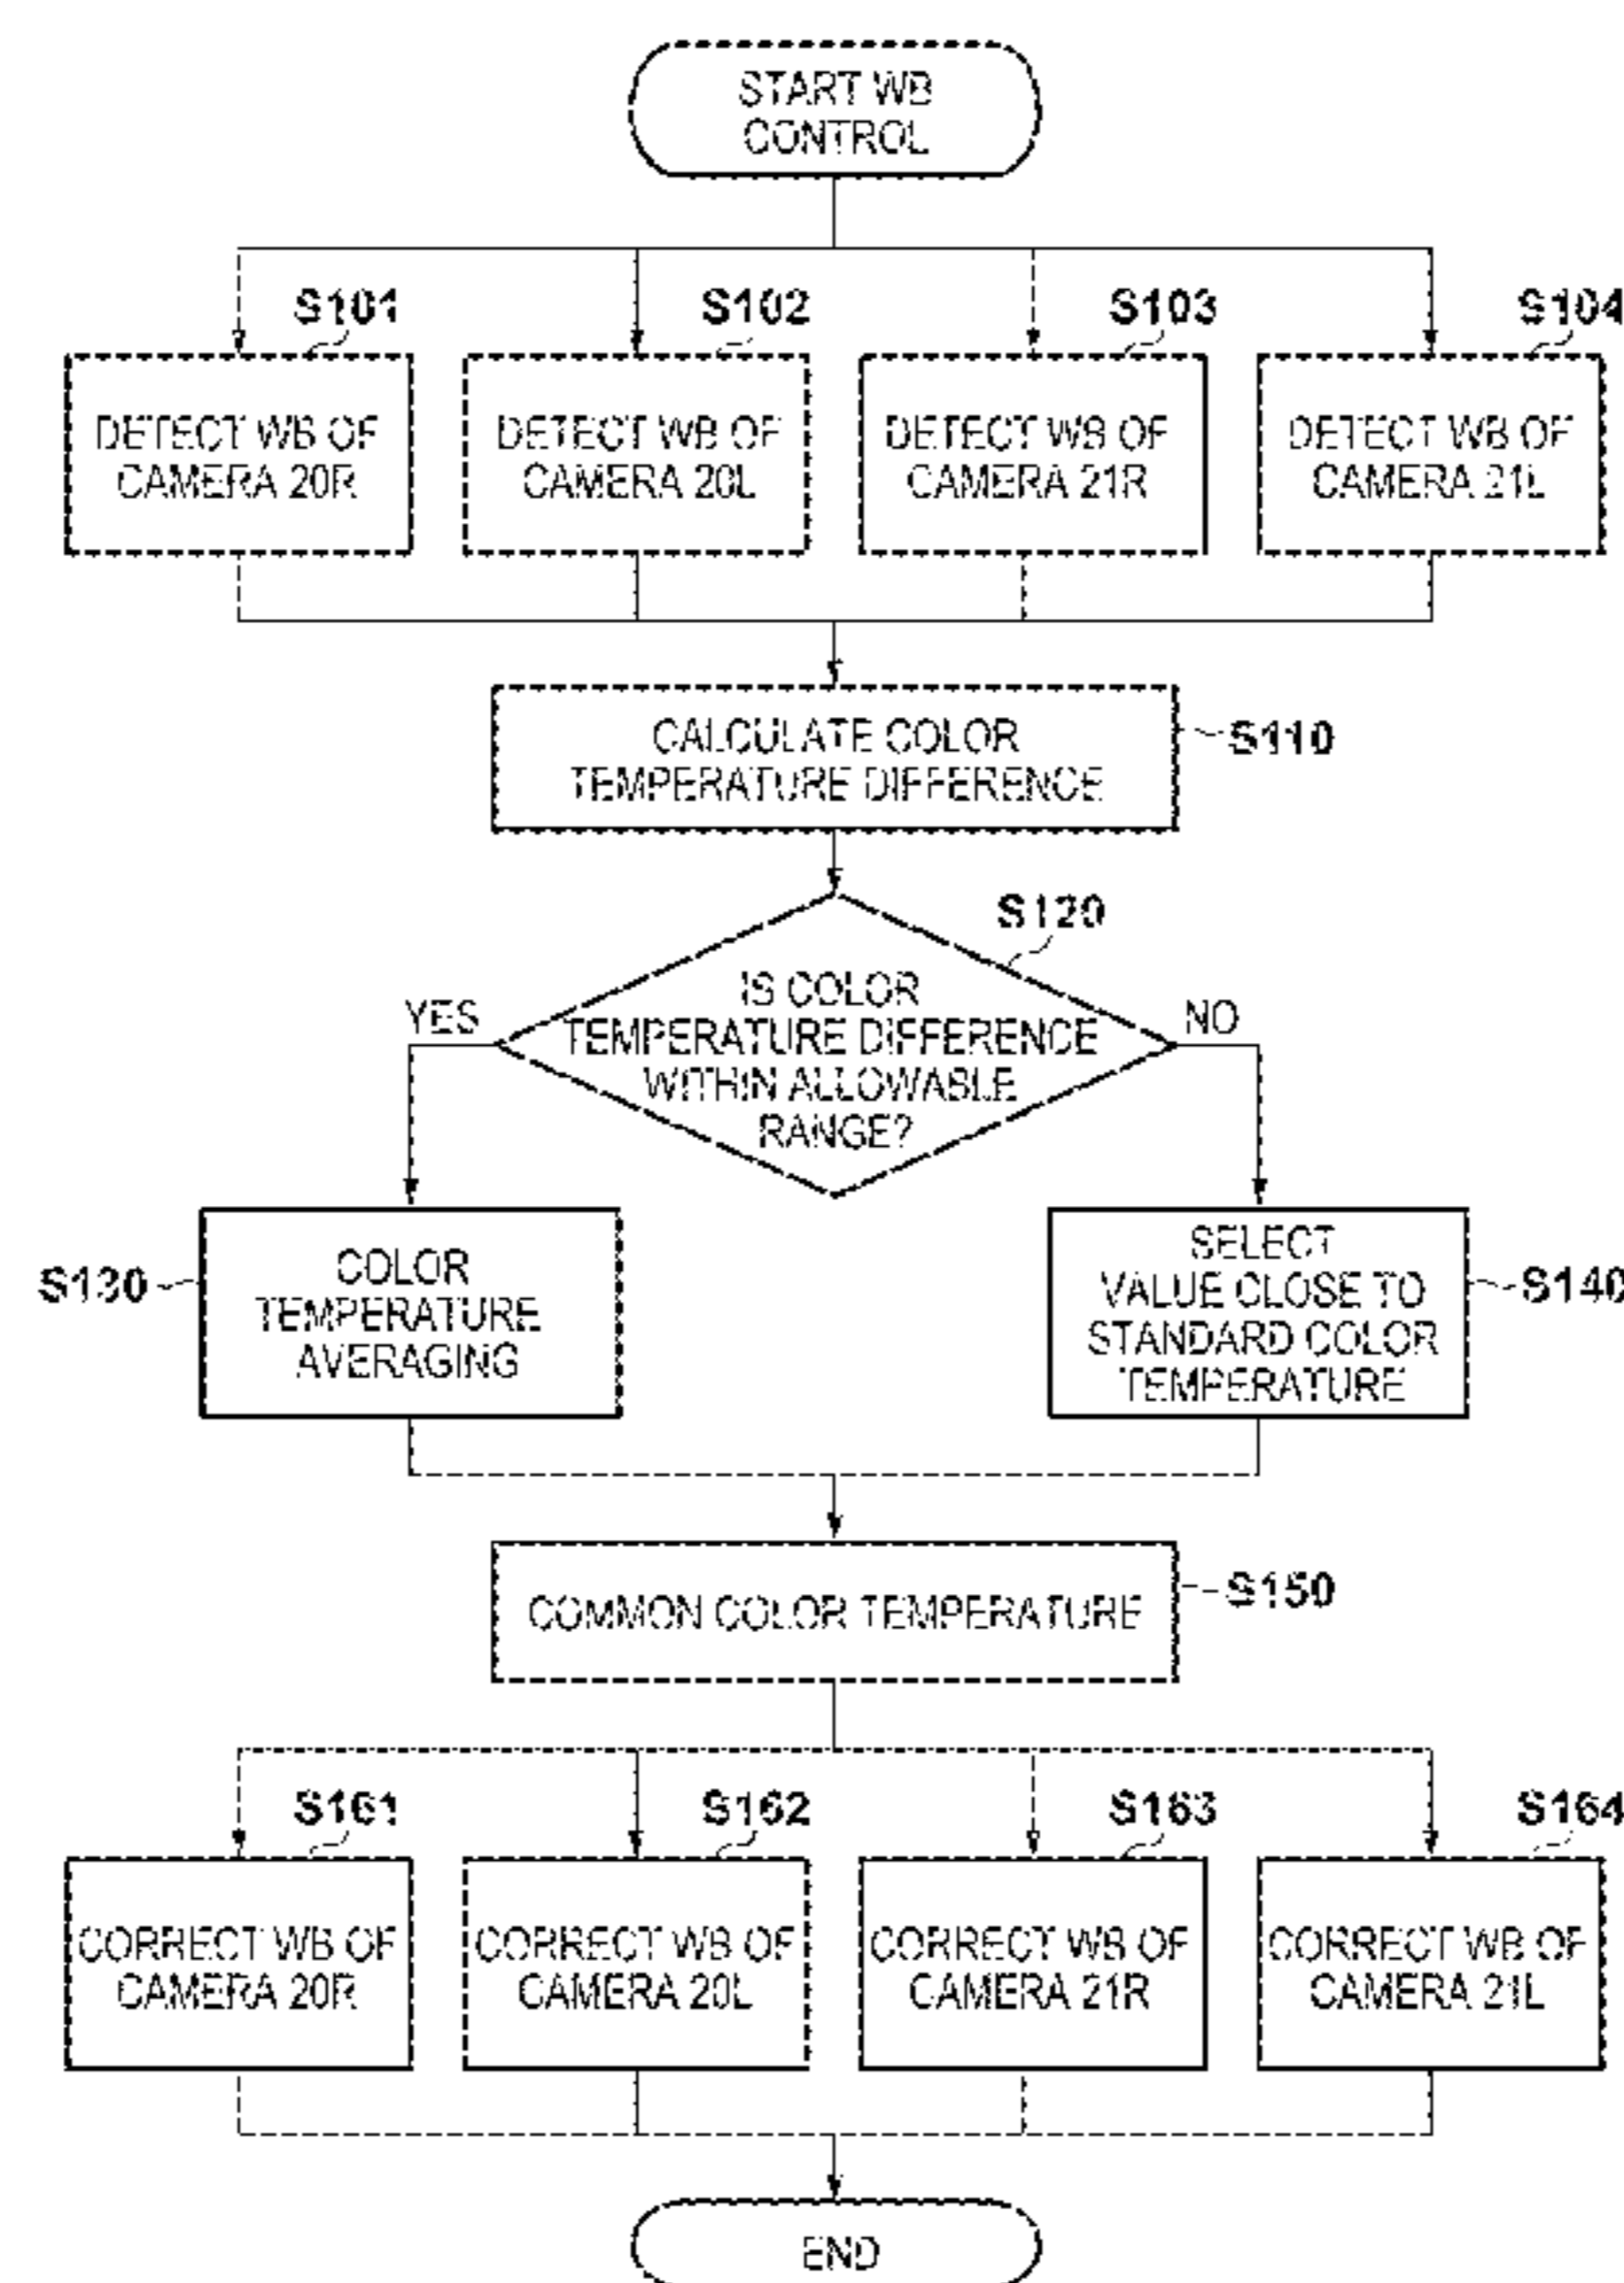 START WB
CONTROL
S101
S102
S103
S104
DETECT WB OF
CAMERA 20R
DETECT WB OF
CAMERA 20L
DETECT WB OF
CAMERA 21R
DETECT WB OF
CAMERA 21L
CALCULATE COLOR
TEMPERATURE DIFFERENCE
S110
S120
IS COLOR
TEMPERATURE DIFFERENCE
WITHIN ALLOWABLE
RANGE?
YES
NO
S130
COLOR
TEMPERATURE
AVERAGING
SELECT
VALUE CLOSE TO
STANDARD COLOR
TEMPERATURE
S140
COMMON COLOR TEMPERATURE
S150
S161
S162
S163
S164
CORRECT WB OF
CAMERA 20R
CORRECT WB OF
CAMERA 20L
CORRECT WB OF
CAMERA 21R
CORRECT WB OF
CAMERA 21L
END